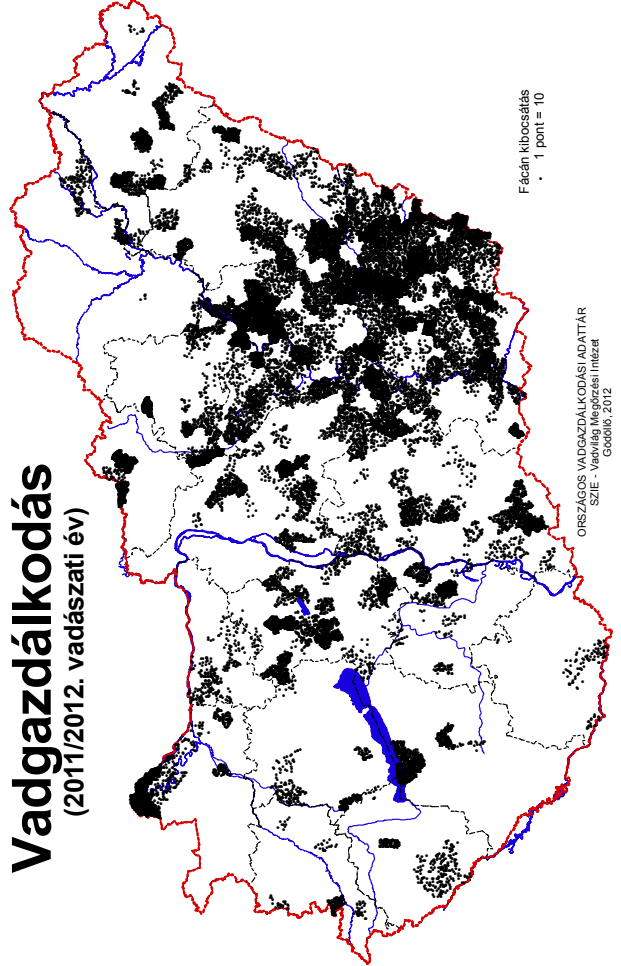 Vadgazdálkodás
(2011/2012. vadászati év)
Fácán kibocsátás
• 1 pont = 10
ORSZÁGOS VADGAZDÁLKODÁSI ADATTÁR
SZIE - Vadvilág Megőrzési Intézet
Gödöllő, 2012